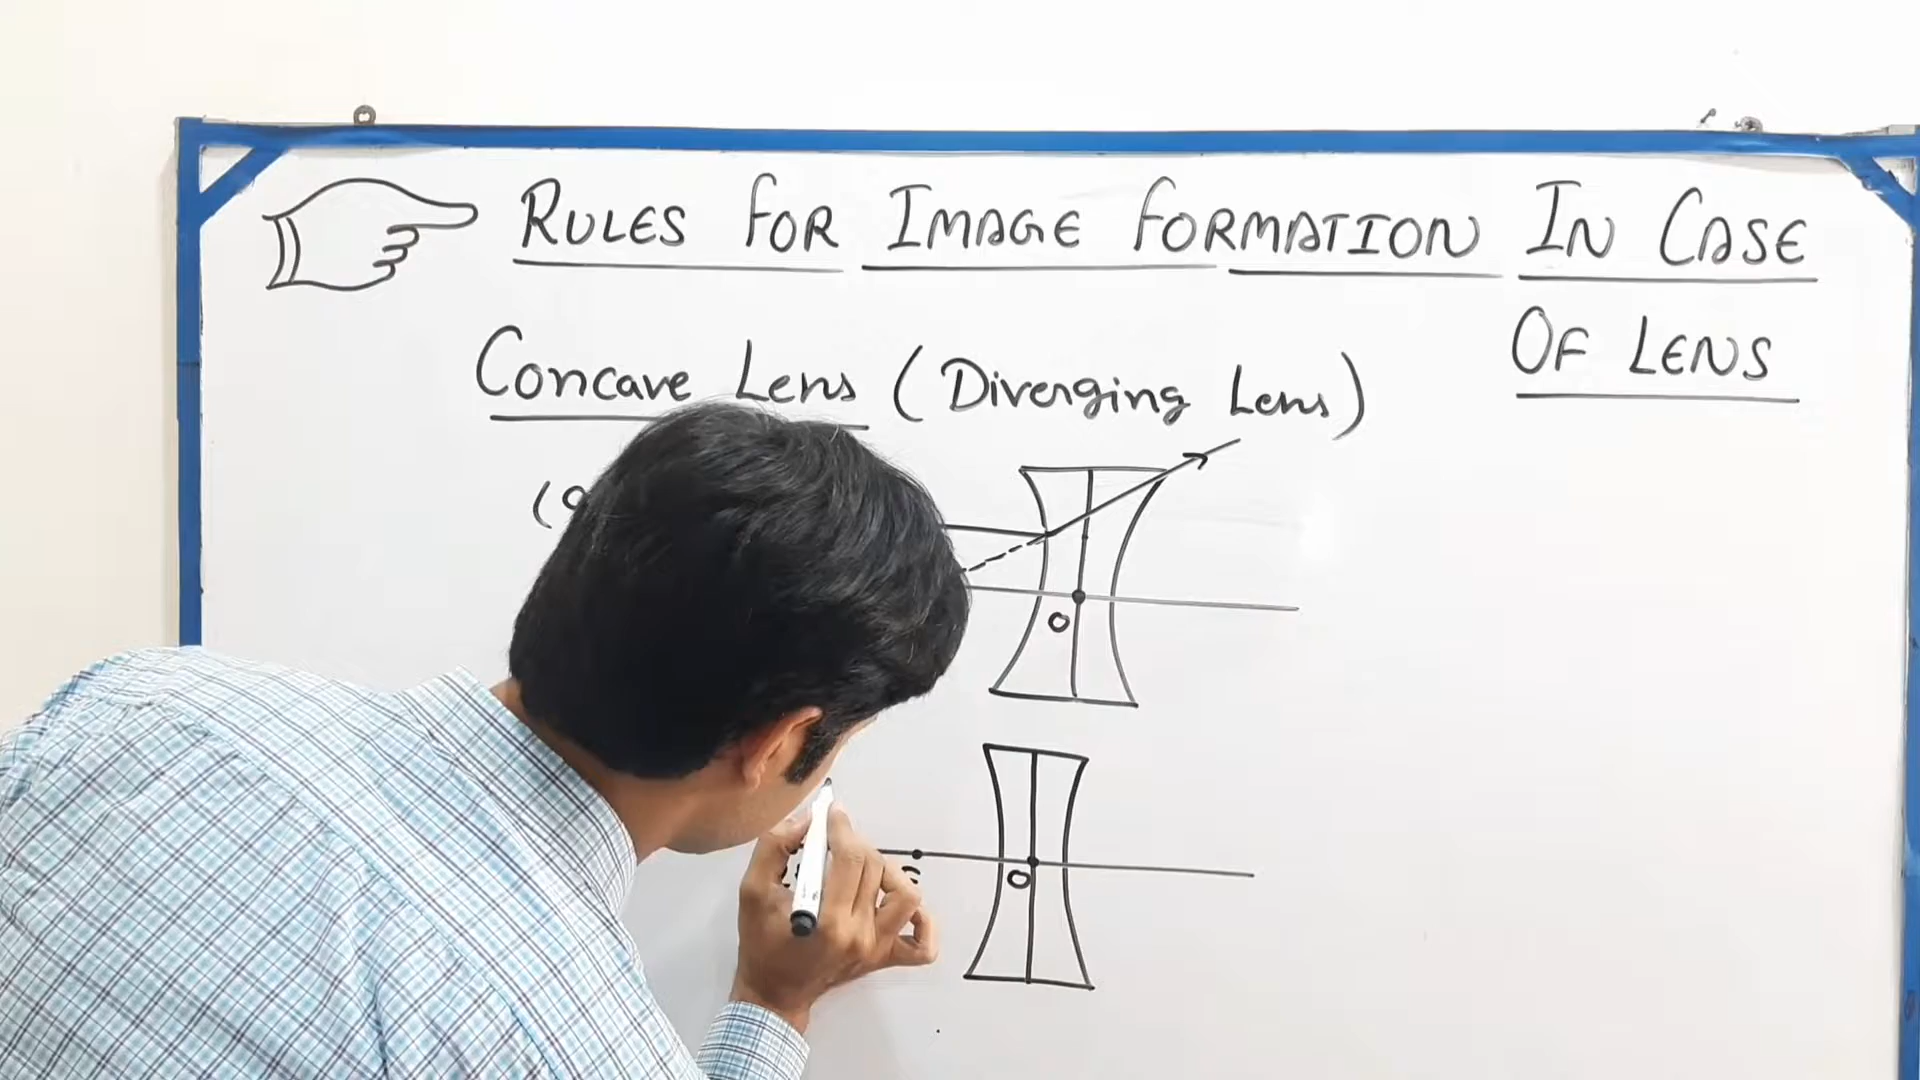 RULES FOR IMAGE FORMATION IN CASE
OF LENS
Concave Lens (Diverging Lens)
O
O